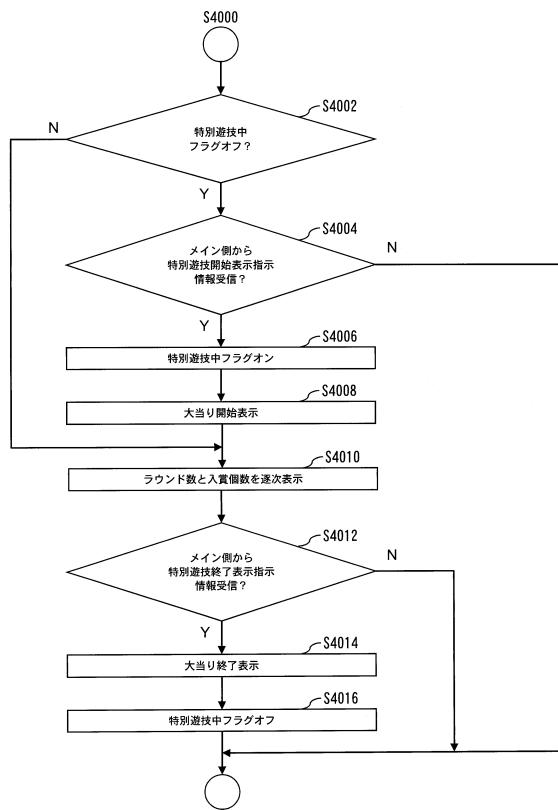 S4000
S4002
N
特別遊技中
フラグオフ？
Y
S4004
メイン側から
特別遊技開始表示指示
情報受信？
N
Y
S4006
特別遊技中フラグオン
S4008
大当り開始表示
S4010
ラウンド数と入賞個数を逐次表示
S4012
メイン側から
特別遊技終了表示指示
情報受信？
N
Y
S4014
大当り終了表示
S4016
特別遊技中フラグオフ